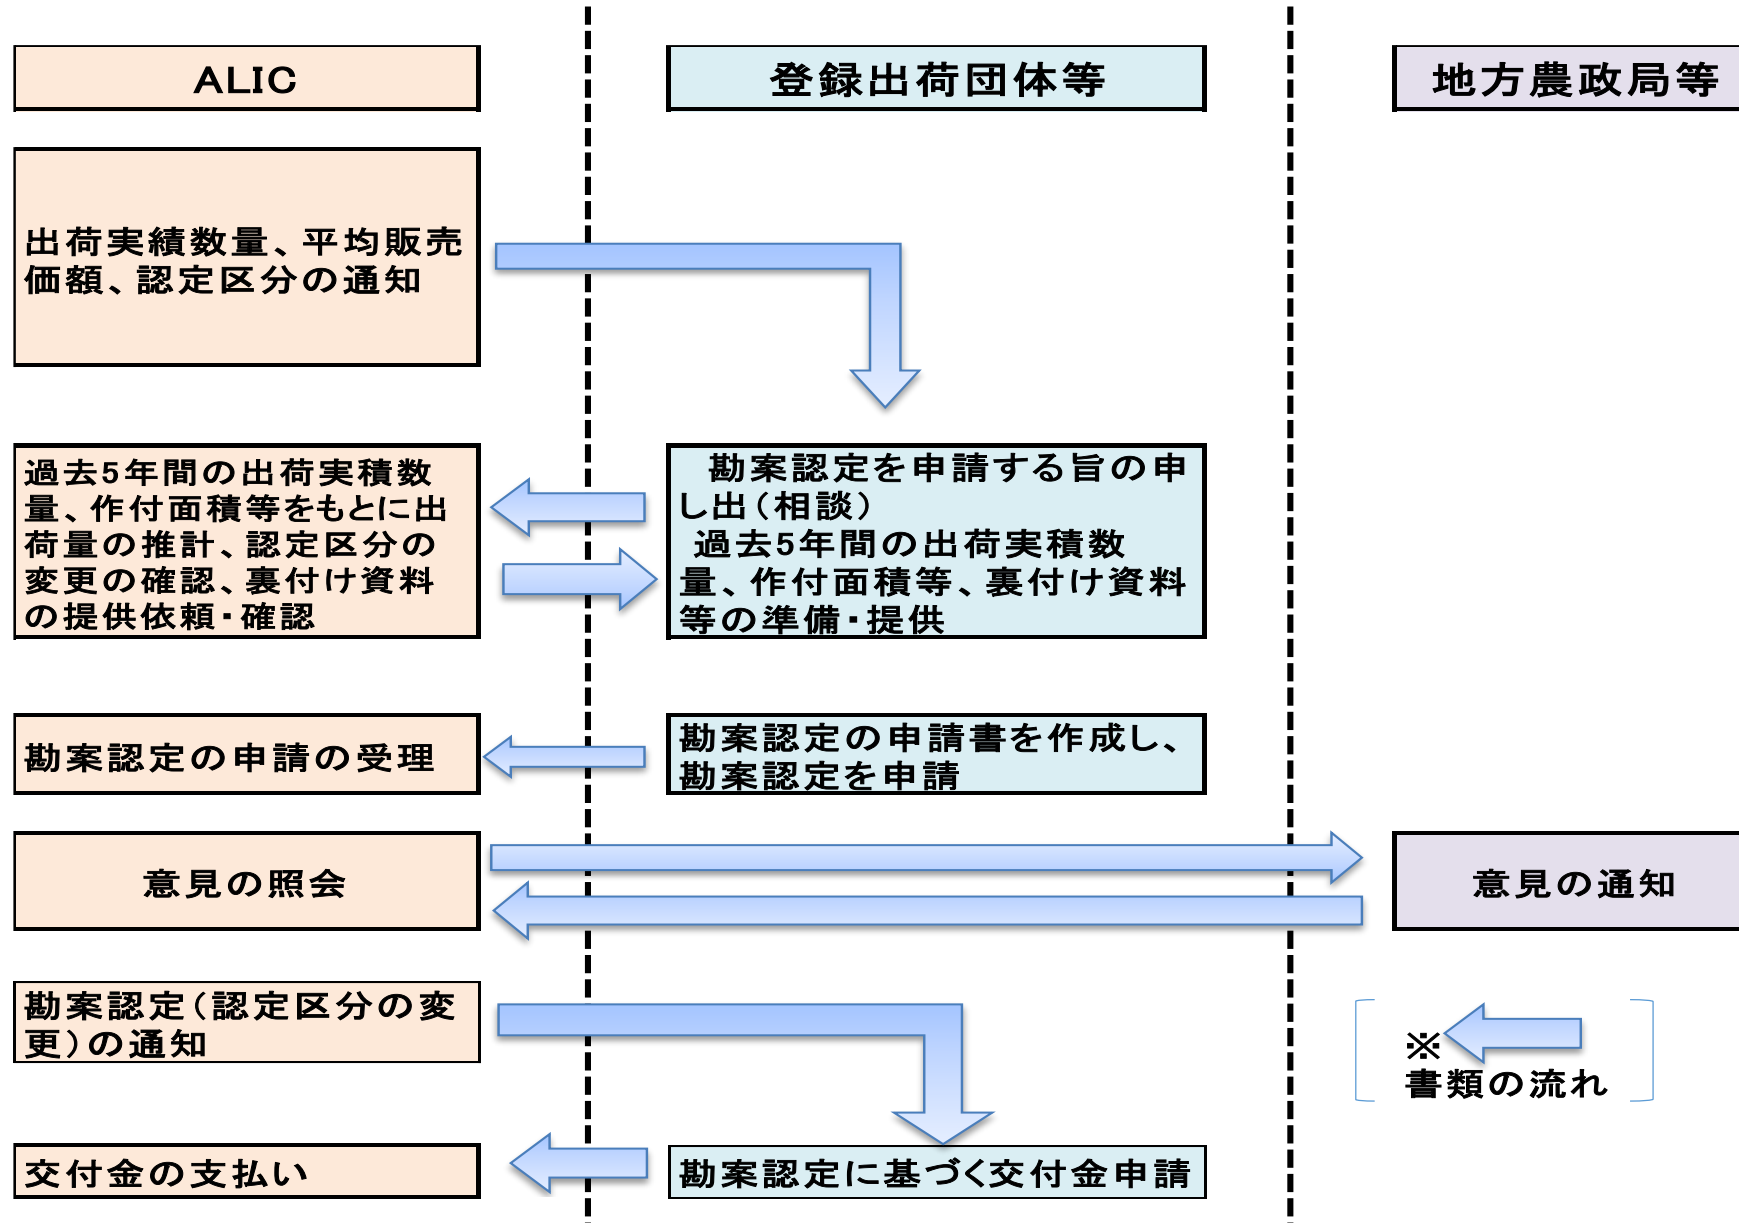 ALIC
登録出荷団体等
地方農政局等
出荷実績数量、平均販売
価額、認定区分の通知
過去5年間の出荷実積数
量、作付面積等をもとに出
荷量の推計、認定区分の
変更の確認、裏付け資料
の提供依頼・確認
勘案認定を申請する旨の申
し出（相談）
過去5年間の出荷実積数
量、作付面積等、裏付け資料
等の準備・提供
勘案認定の申請の受理
勘案認定の申請書を作成し、
勘案認定を申請
意見の照会
意見の通知
勘案認定（認定区分の変
更）の通知
※
書類の流れ
交付金の支払い
勘案認定に基づく交付金申請